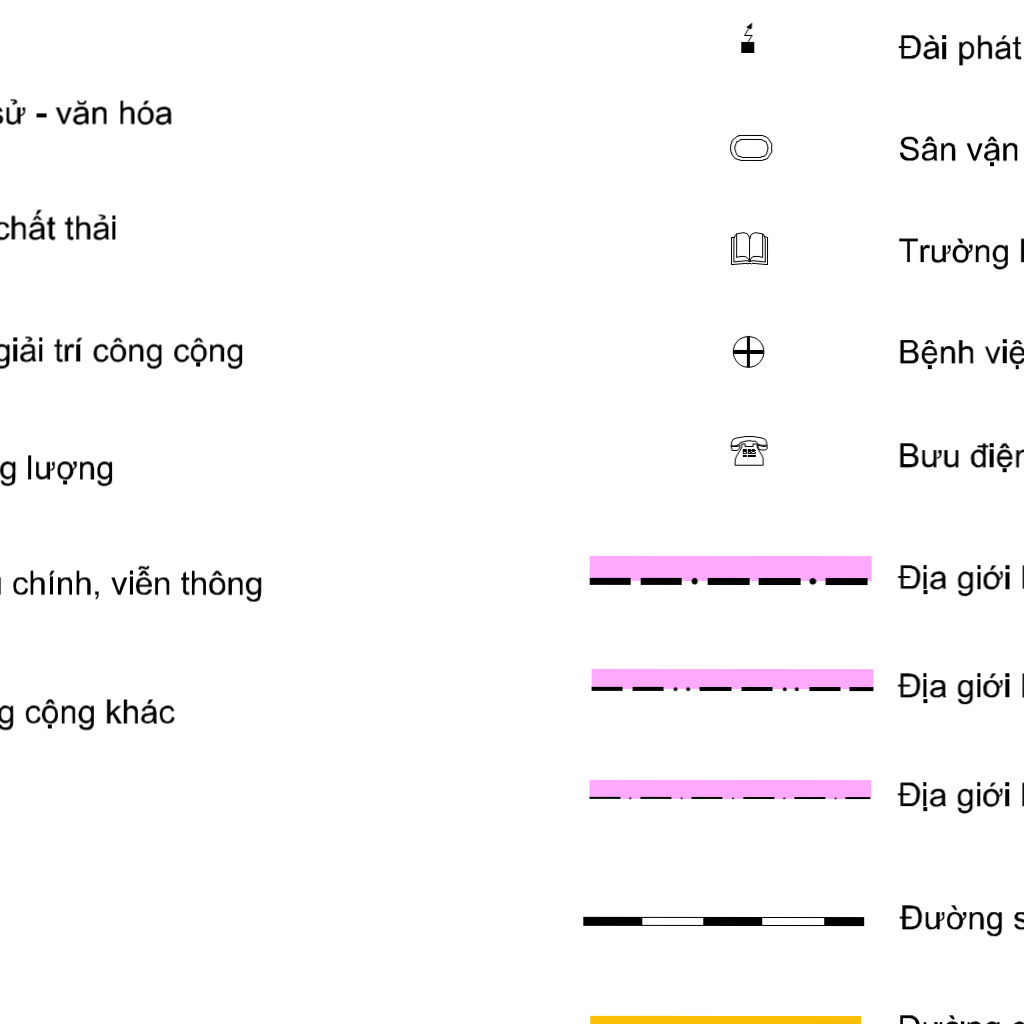 sử - văn hóa
chất thải
giải trí công cộng
lượng
chính, viễn thông
cộng khác
Đài phát
Sân vận
Trường
Bệnh việ
Bưu điện
Địa giới
Địa giới
Địa giới
Đường s
Đường